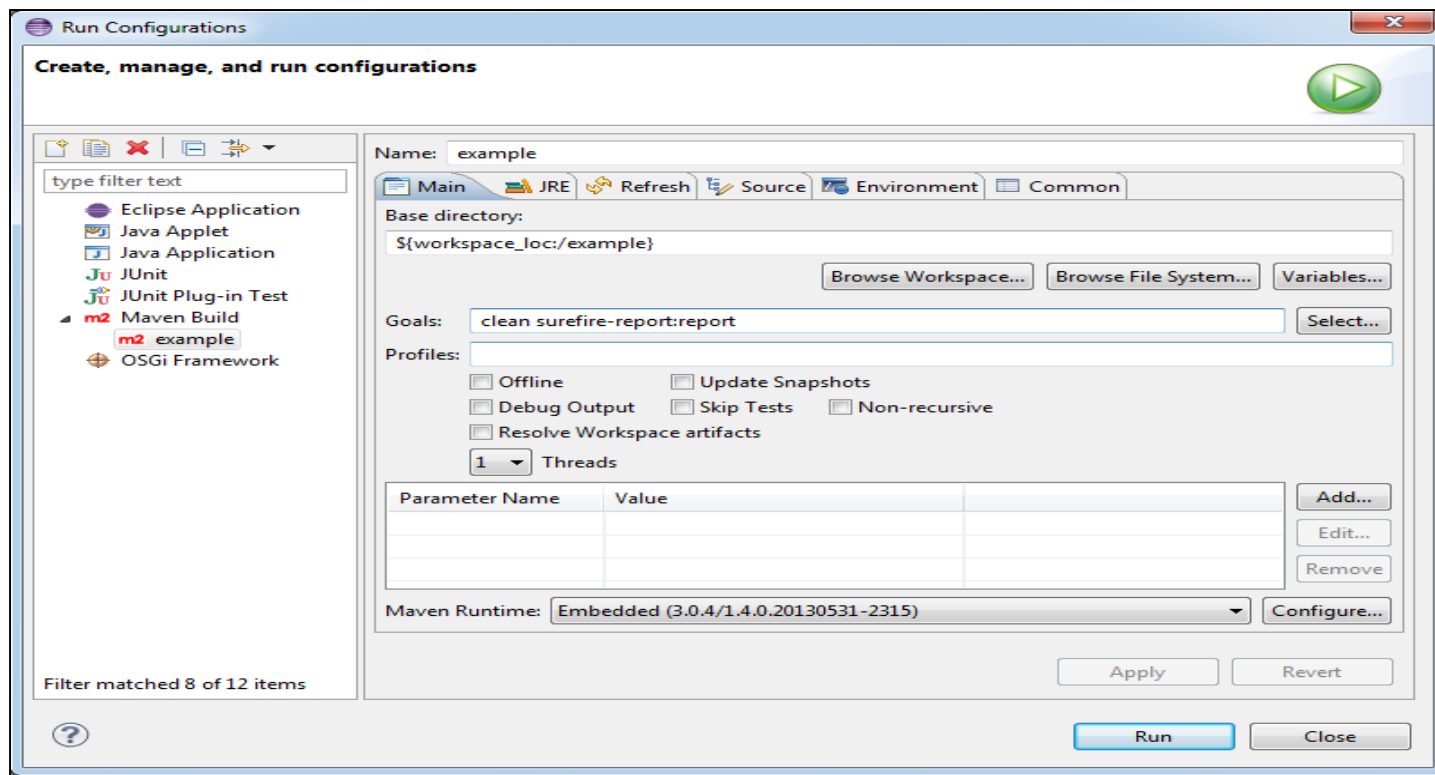 Run Configurations
Create, manage, and run configurations
type filter text
Eclipse Application
Java Applet
Java Application
Ju JUnit
JU JUnit Plug-in Test
m2 Maven Build
m2 example
OSGi Framework
Filter matched 8 of 12 items
Name: example
Main JRE Refresh Source Environment Common
Base directory:
${workspace_loc:/example}
Browse Workspace... Browse File System... Variables...
Goals: clean surefire-report:report Select...
Profiles:
Offline Update Snapshots
Debug Output Skip Tests Non-recursive
Resolve Workspace artifacts
1 Threads
Parameter Name Value Add...
Edit...
Remove
Maven Runtime: Embedded (3.0.4/1.4.0.20130531-2315) Configure...
Apply Revert
? Run Close